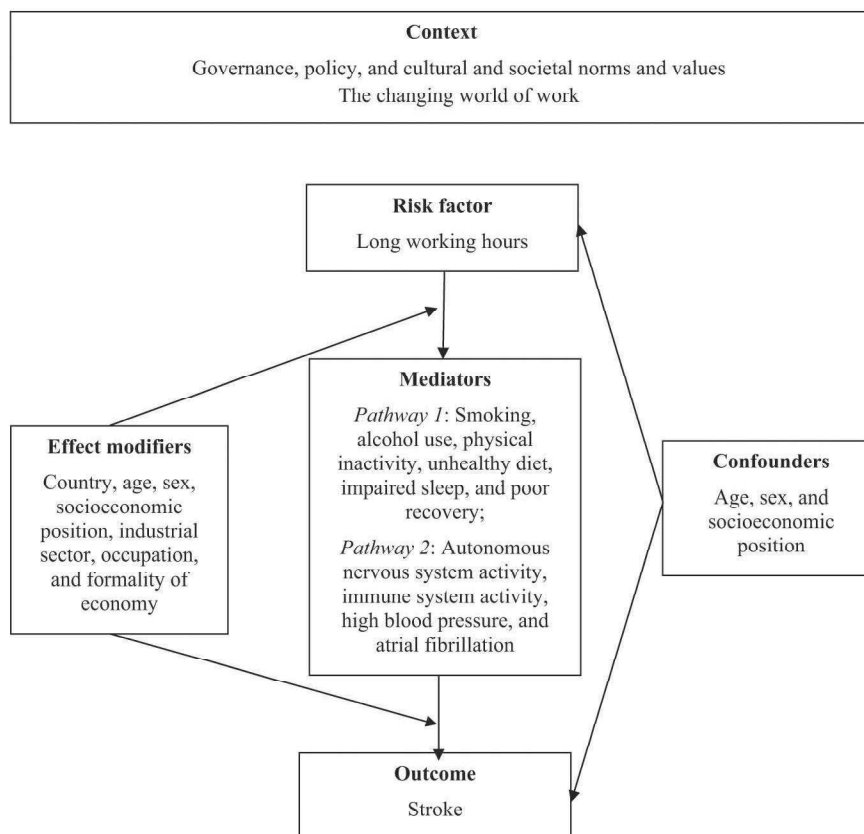 Context
Governance, policy, and cultural and societal norms and values
The changing world of work
Risk factor
Long working hours
Mediators
Pathway 1: Smoking,
alcohol use, physical
inactivity, unhealthy diet,
impaired sleep, and poor
recovery;
Pathway 2: Autonomous
nervous system activity,
immune system activity,
high blood pressure, and
atrial fibrillation
Effect modifiers
Country, age, sex,
socioeconomic
position, industrial
sector, occupation,
and formality of
economy
Confounders
Age, sex, and
socioeconomic
position
Outcome
Stroke